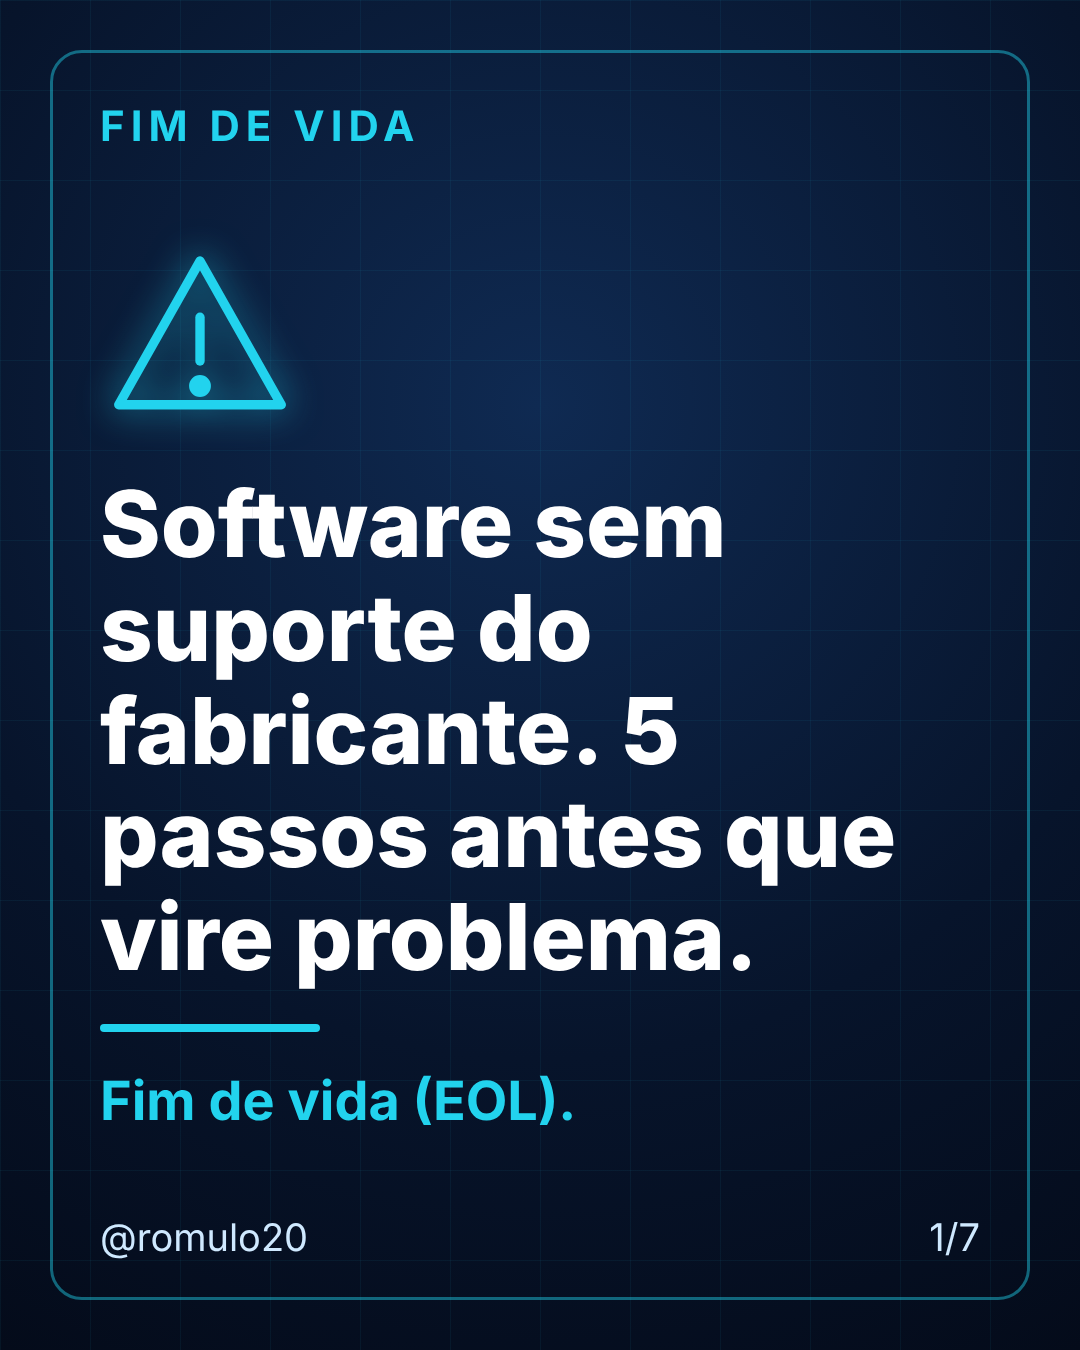 FIM DE VIDA
Software sem
suporte do
fabricante. 5
passos antes que
vire problema.
Fim de vida (EOL).
@romulo20
1/7